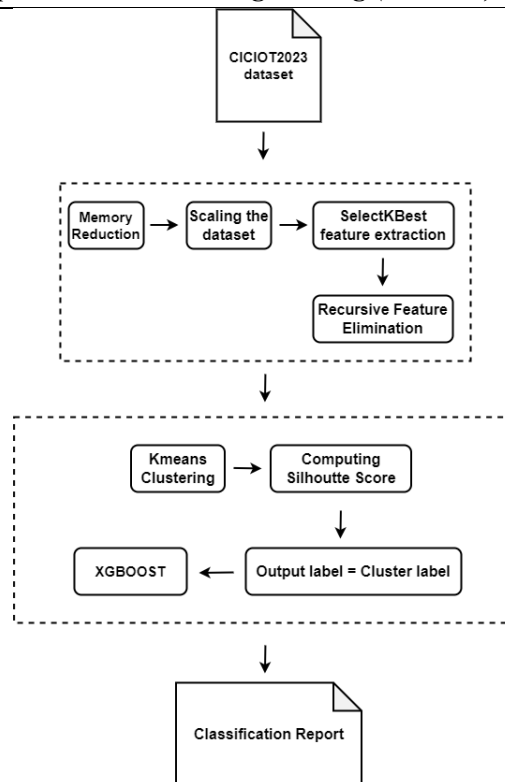 CICIOT2023
dataset
Memory
Reduction
Scaling the
dataset
SelectKBest
feature extraction
Recursive Feature
Elimination
Kmeans
Clustering
Computing
Silhoutte Score
XGBOOST
Output label = Cluster label
Classification Report